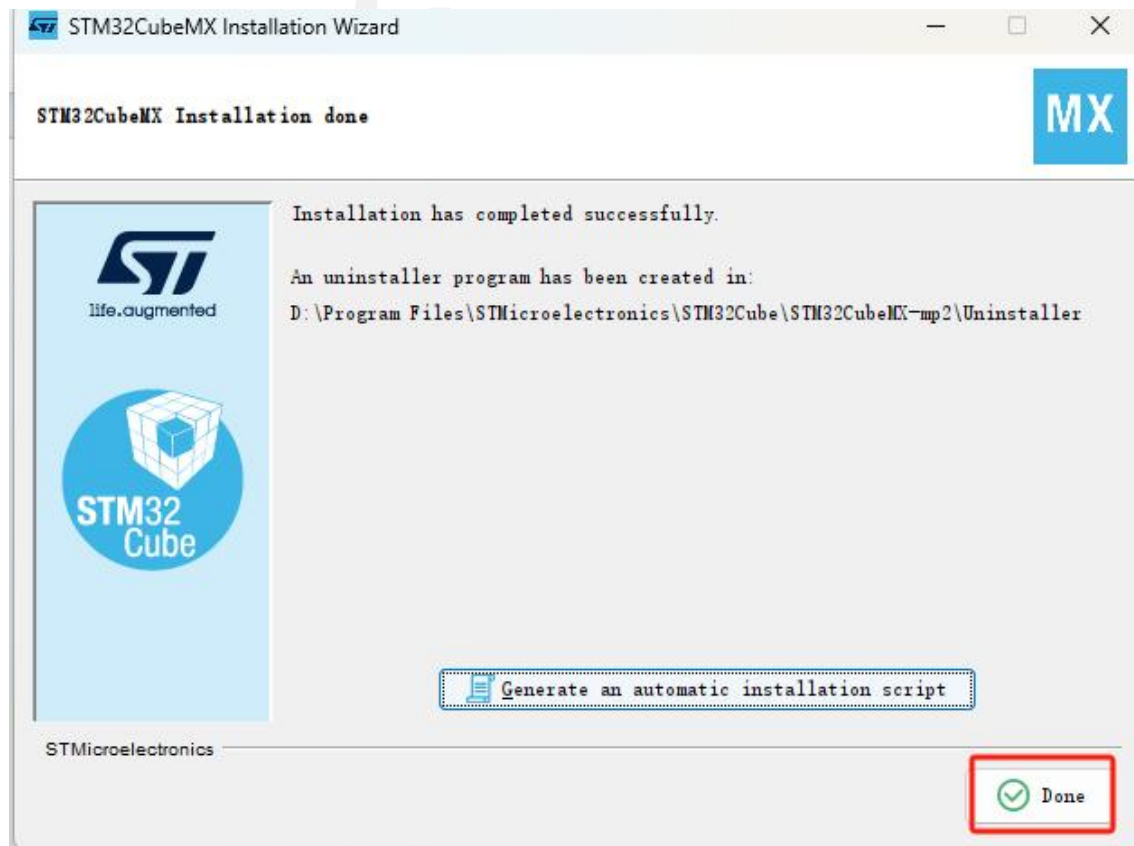 STM32CubeMX Installation Wizard
STM32CubeMX Installation done
MX
Installation has completed successfully.
An uninstaller program has been created in:
D:\Program Files\STMicroelectronics\STM32Cube\STM32CubeMX-mp2\Uninstaller
ST
life.augmented
STM32
Cube
Generate an automatic installation script
STMicroelectronics
Done